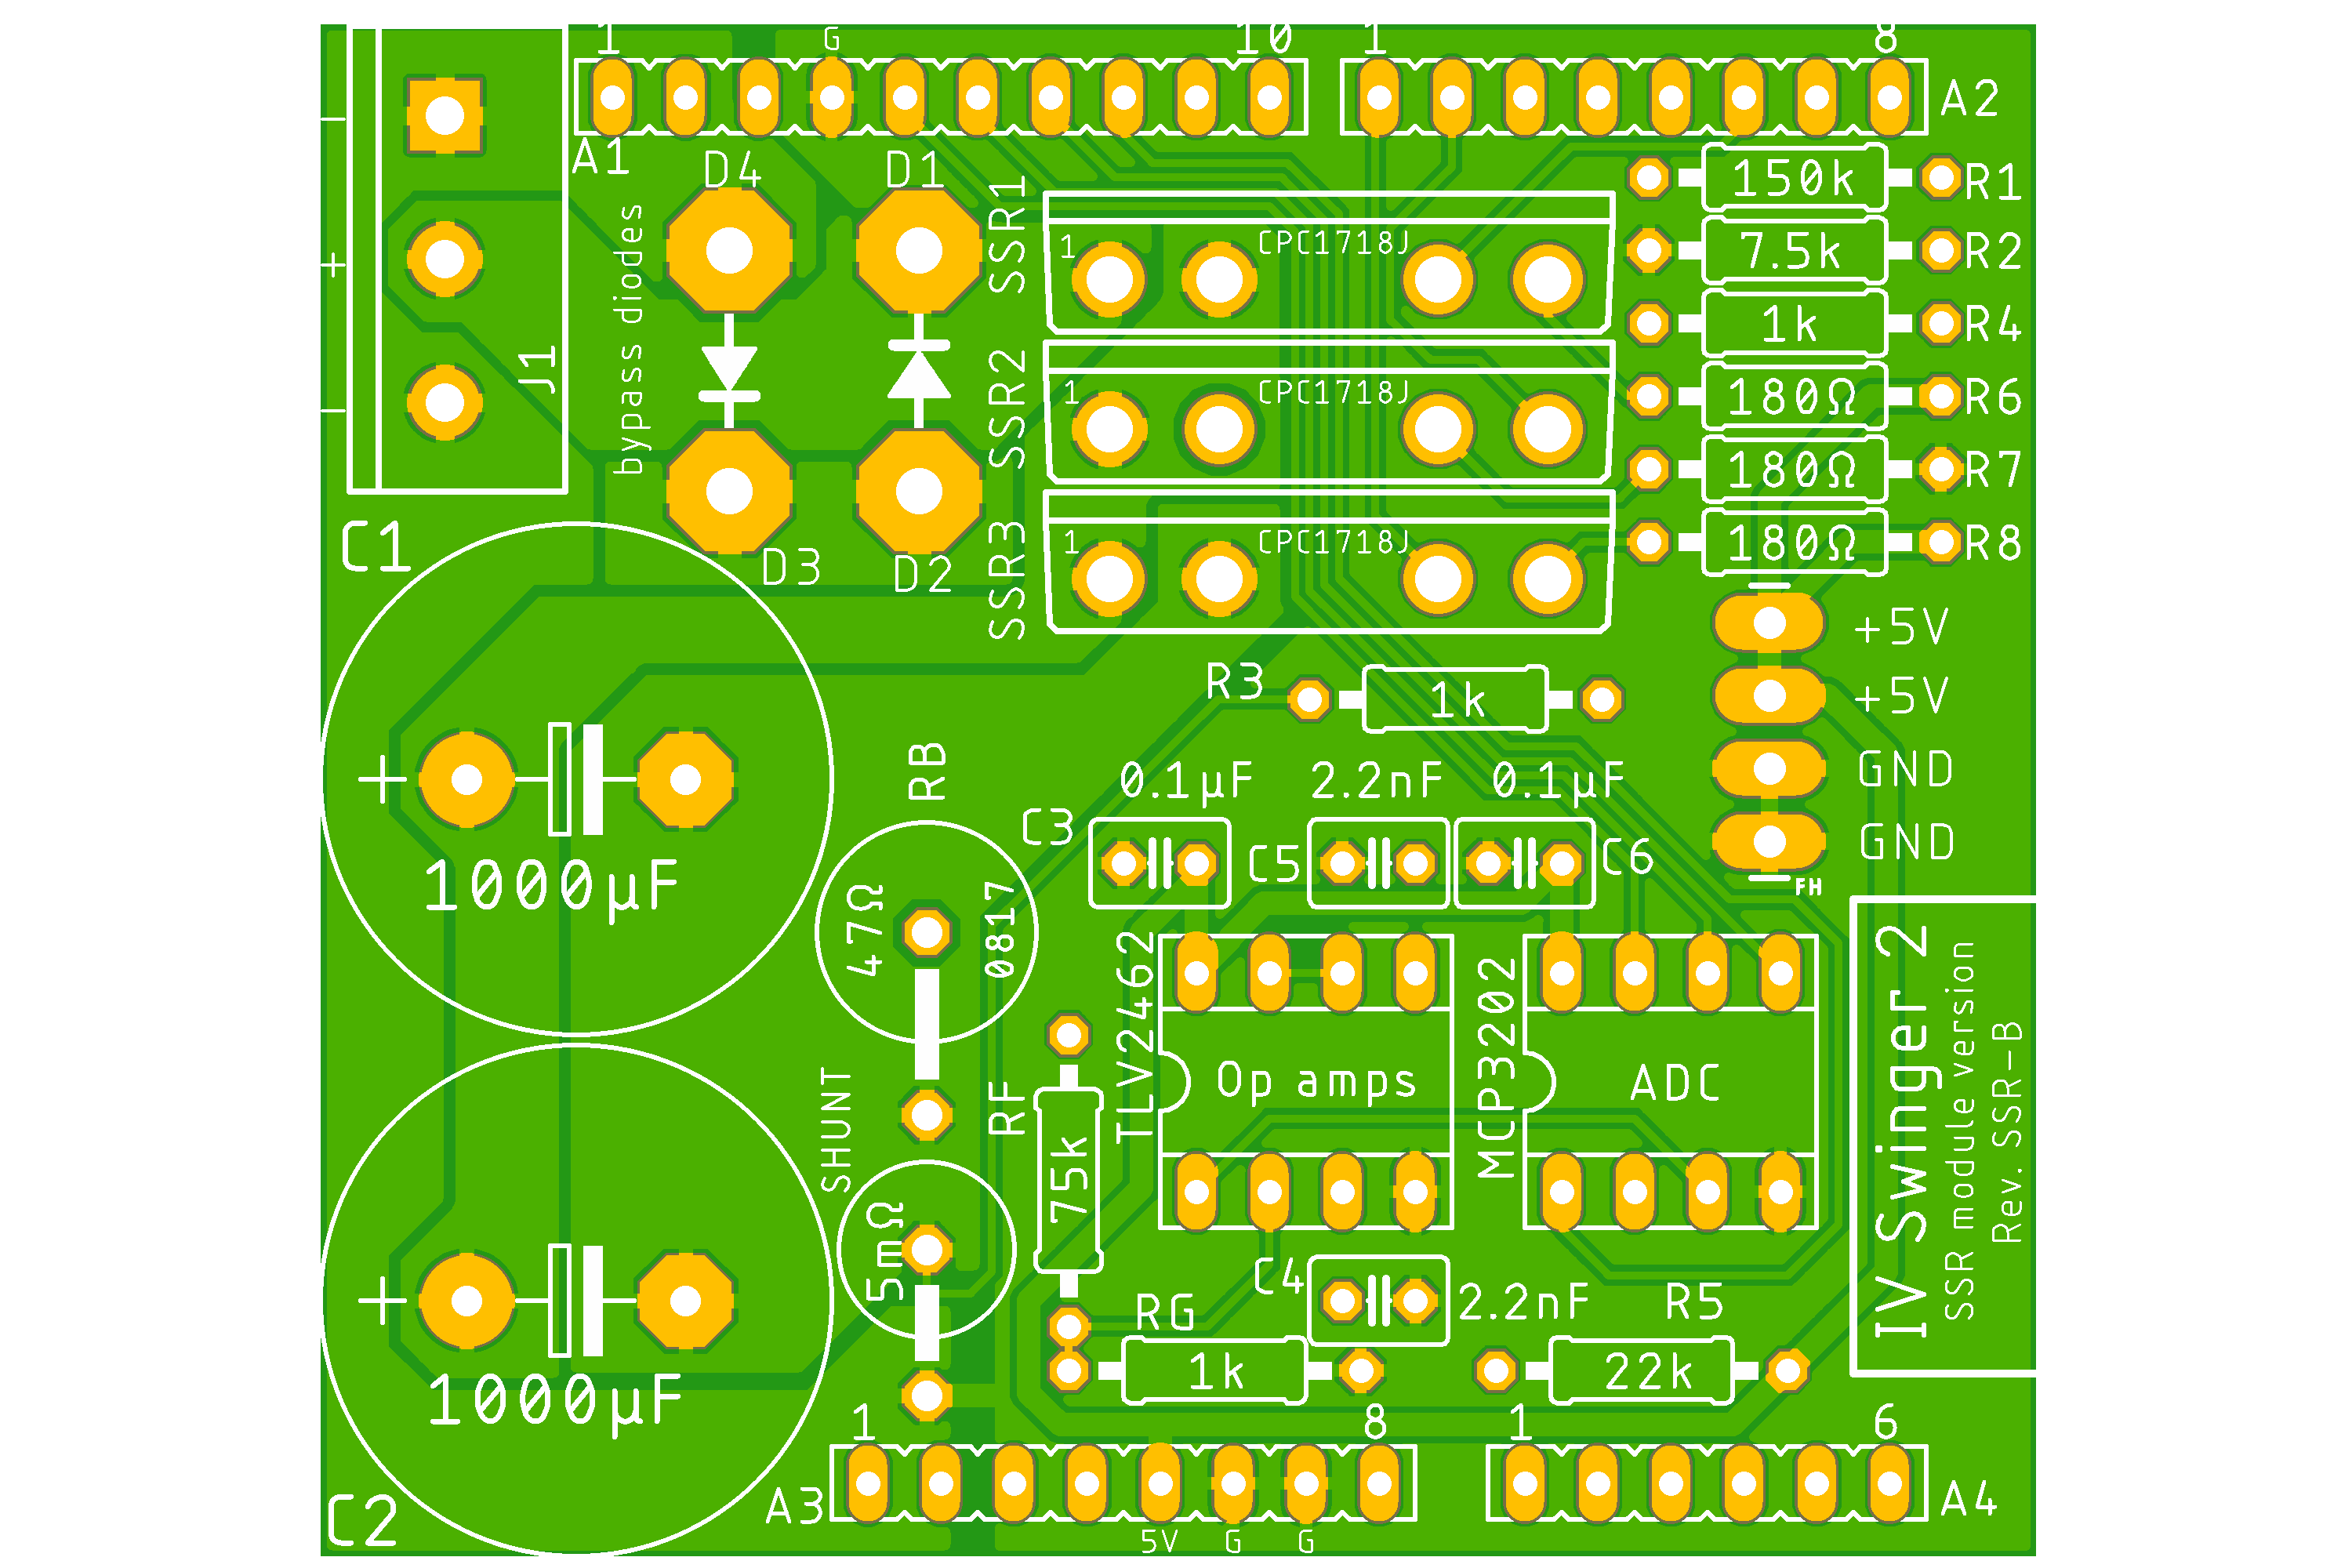 1
G
10
1
8
A1
A2
−
+
−
J1
D4
D1
bypass diodes
D3
D2
SSR1
1
CPC1718J
SSR2
1
CPC1718J
SSR3
1
CPC1718J
150k
R1
7.5k
R2
1k
R4
180Ω
R6
180Ω
R7
180Ω
R8
+5V
+5V
GND
GND
FH
C1
+
1000µF
R3
1k
RB
47Ω
0817
0.1µF
2.2nF
0.1µF
C3
C5
C6
TLV2462
Op amps
MCP3202
ADC
SHUNT
5mΩ
RF
75k
IV Swinger 2
SSR module version
Rev. SSR-B
+
1000µF
C2
C4
2.2nF
RG
1k
R5
22k
1
8
1
6
A3
5V
G
G
A4